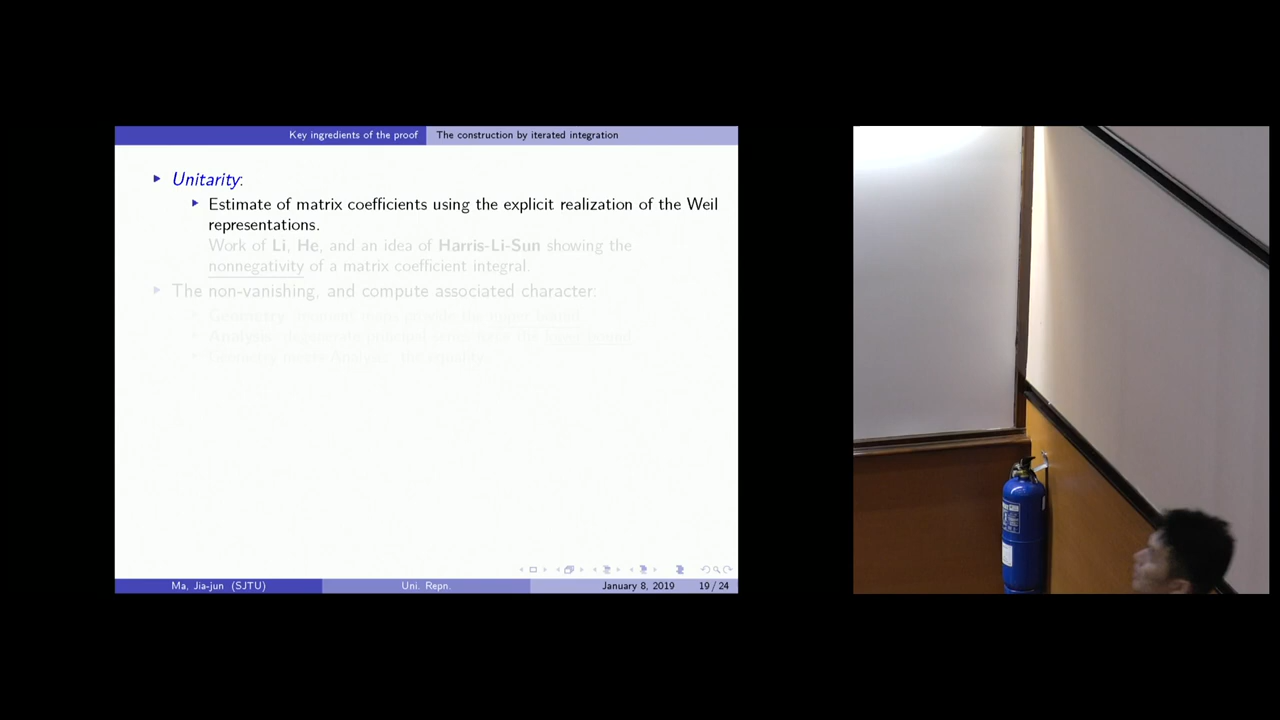 Key ingredients of the proof
The construction by iterated integration
Unitarity:
Estimate of matrix coefficients using the explicit realization of the Weil
representations.
Work of Li, He, and an idea of Harris-Li-Sun showing the
nonnegativity of a matrix coefficient integral.
The non-vanishing, and compute associated character:
Ma, Jia-jun (SJTU)
Uni. Repn.
January 8, 2019
19 / 24